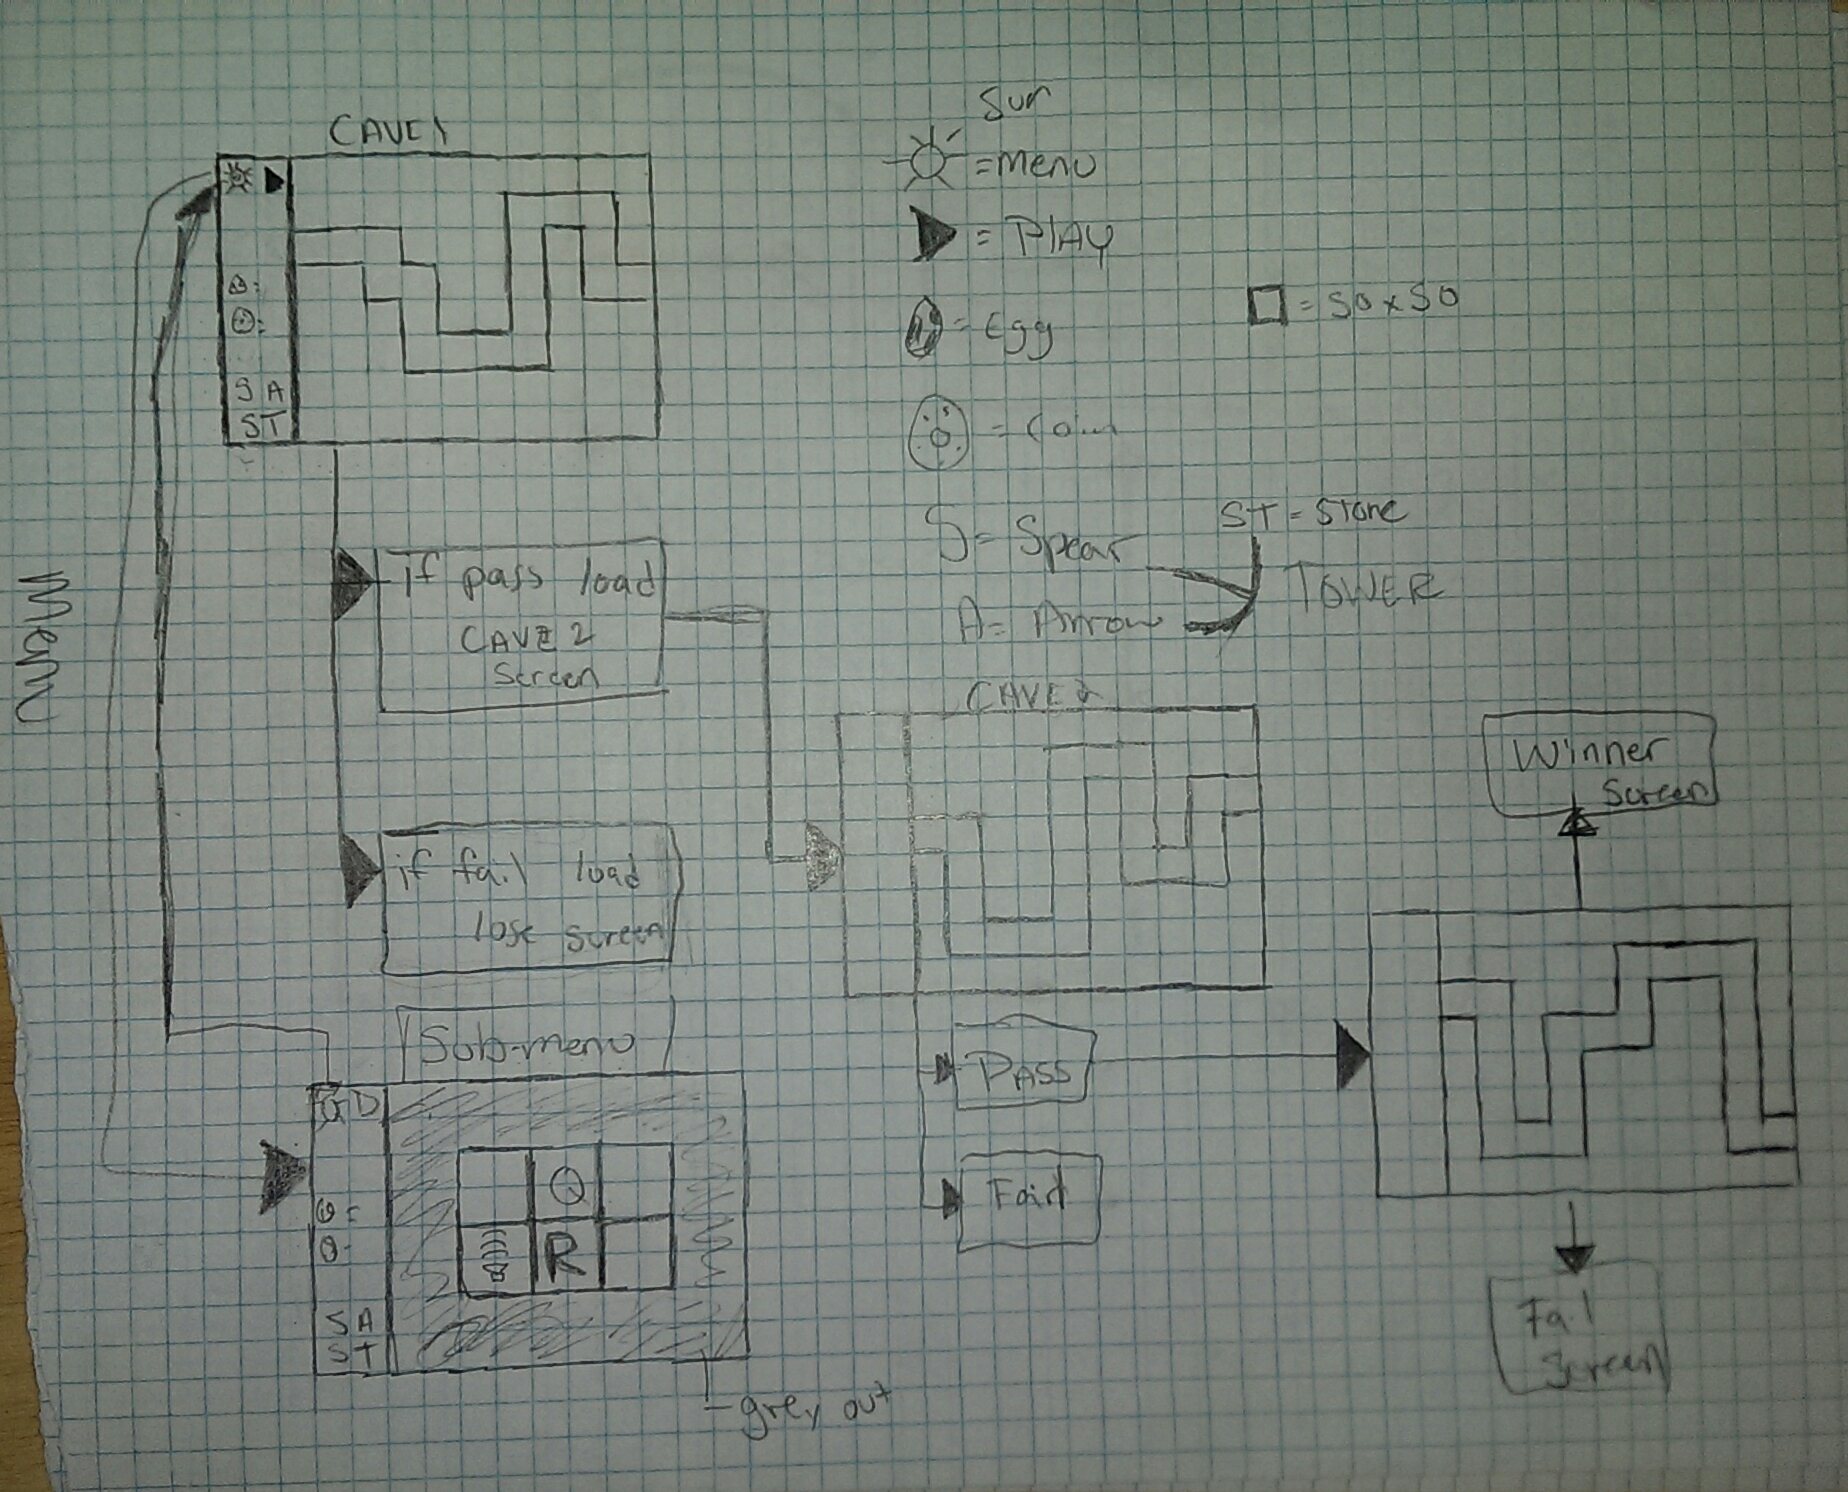 CAVE 1
S A
ST
Sun
=menu
= PLAY
= Egg
= 50 x 50
= Coin
S= Spear
ST = Stone
A= Arrow
TOWER
Menu
if pass load
CAVE 2
Screen
if fail load
lose screen
CAVE 2
Winner
Screen
PASS
Fail
Fail
Screen
Sub-menu
Q
R
S A
ST
grey out